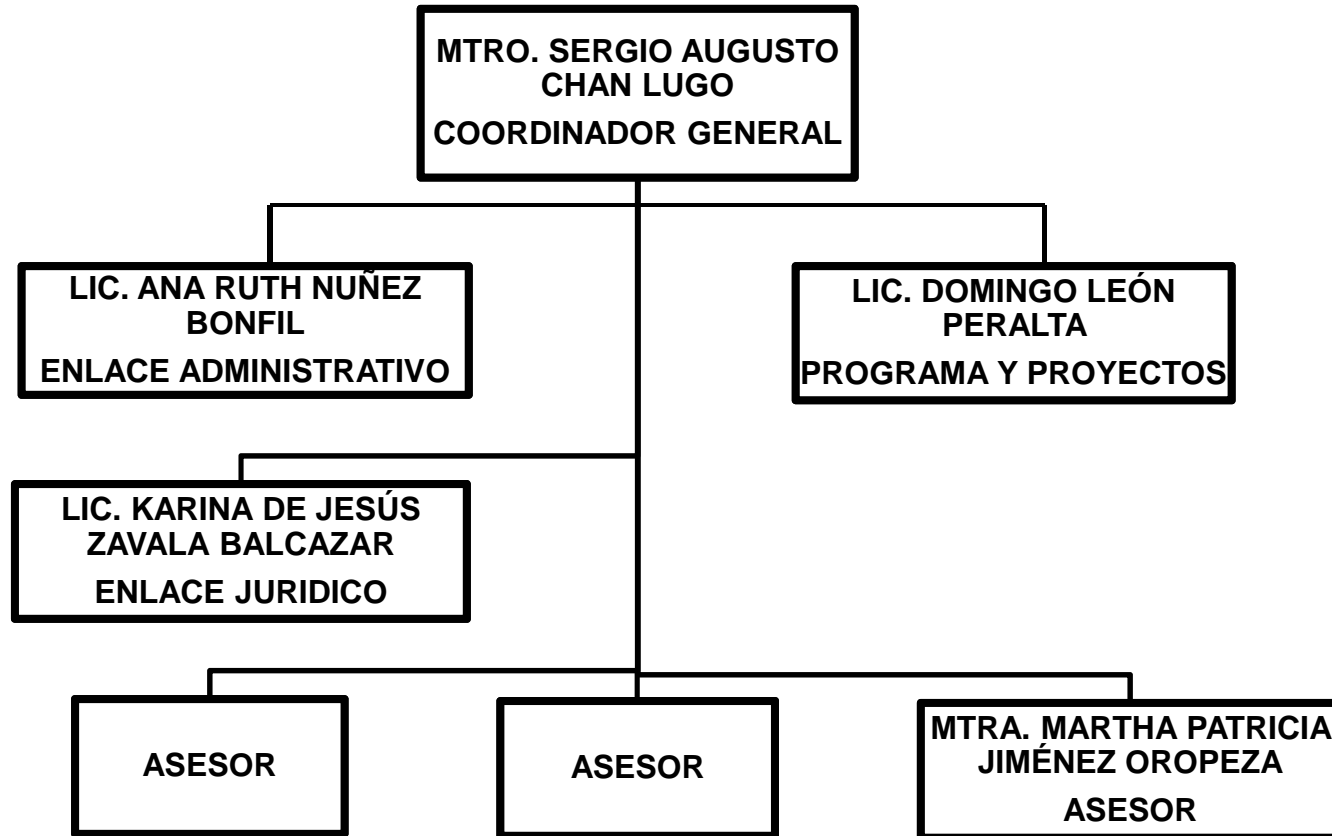 MTRO. SERGIO AUGUSTO
CHAN LUGO
COORDINADOR GENERAL
LIC. ANA RUTH NUÑEZ
BONFIL
ENLACE ADMINISTRATIVO
LIC. DOMINGO LEÓN
PERALTA
PROGRAMA Y PROYECTOS
LIC. KARINA DE JESÚS
ZAVALA BALCAZAR
ENLACE JURIDICO
ASESOR
ASESOR
MTRA. MARTHA PATRICIA
JIMÉNEZ OROPEZA
ASESOR